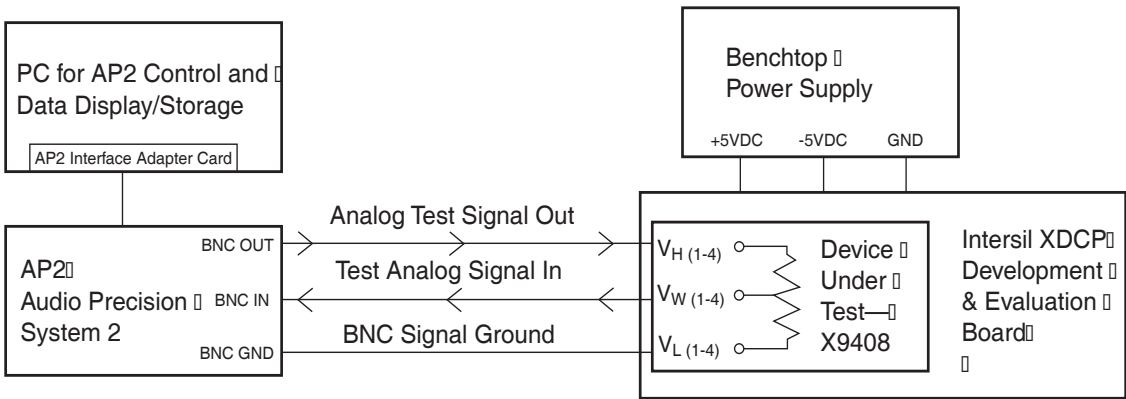 PC for AP2 Control and
Data Display/Storage
AP2 Interface Adapter Card
Benchtop
Power Supply
+5VDC -5VDC GND
Analog Test Signal Out
Test Analog Signal In
BNC Signal Ground
BNC OUT
BNC IN
BNC GND
AP2
Audio Precision
System 2
VH (1-4)
VW (1-4)
VL (1-4)
Device
Under
Test—
X9408
Intersil XDCP
Development
& Evaluation
Board